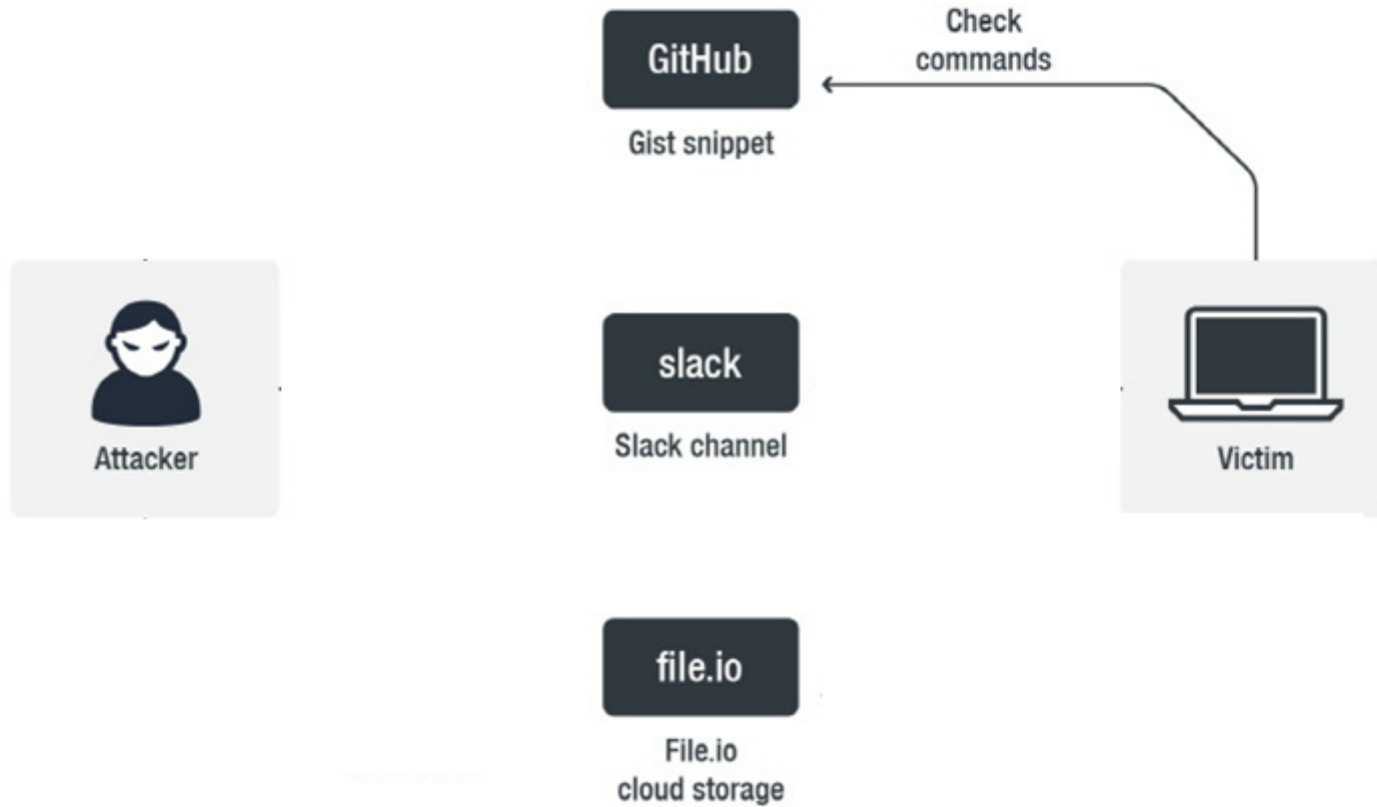 GitHub
Gist snippet
Check
commands
Attacker
slack
Slack channel
Victim
file.io
File.io
cloud storage